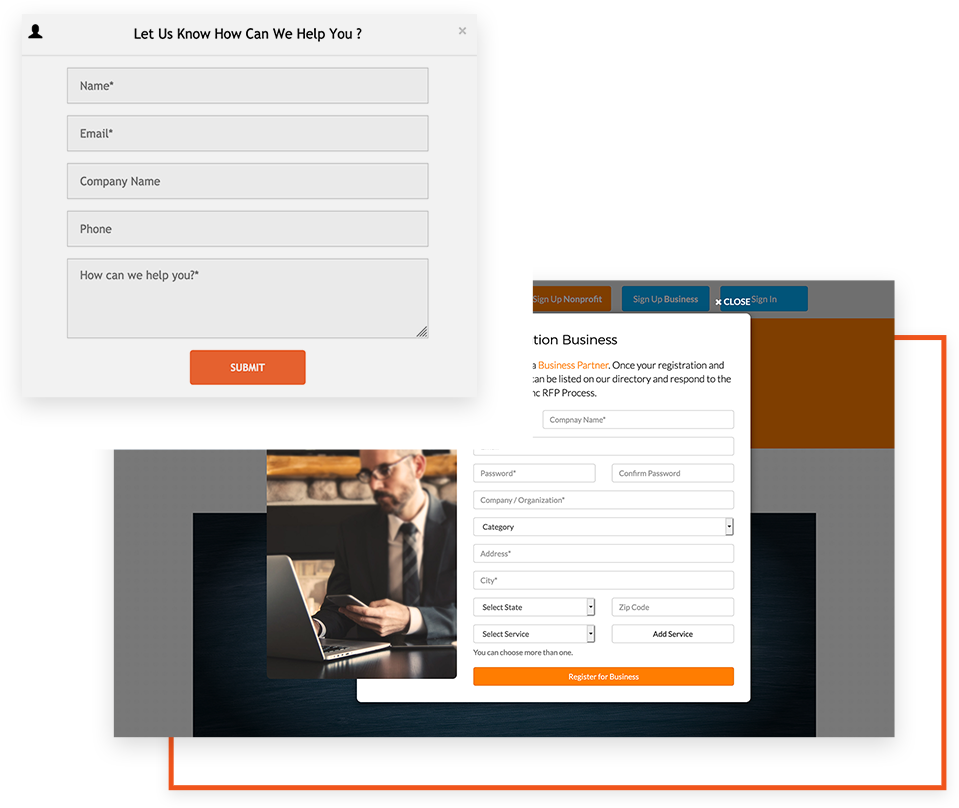 Let Us Know How Can We Help You ?
×
Name*
Email*
Company Name
Phone
How can we help you?*
SUBMIT
Sign Up Nonprofit
Sign Up Business
× CLOSE
Sign In
tion Business
a Business Partner. Once your registration and
an be listed on our directory and respond to the
nc RFP Process.
Compnay Name*
Password*
Confirm Password
Company / Organization*
Category
Address*
City*
Select State
Zip Code
Select Service
Add Service
You can choose more than one.
Register for Business